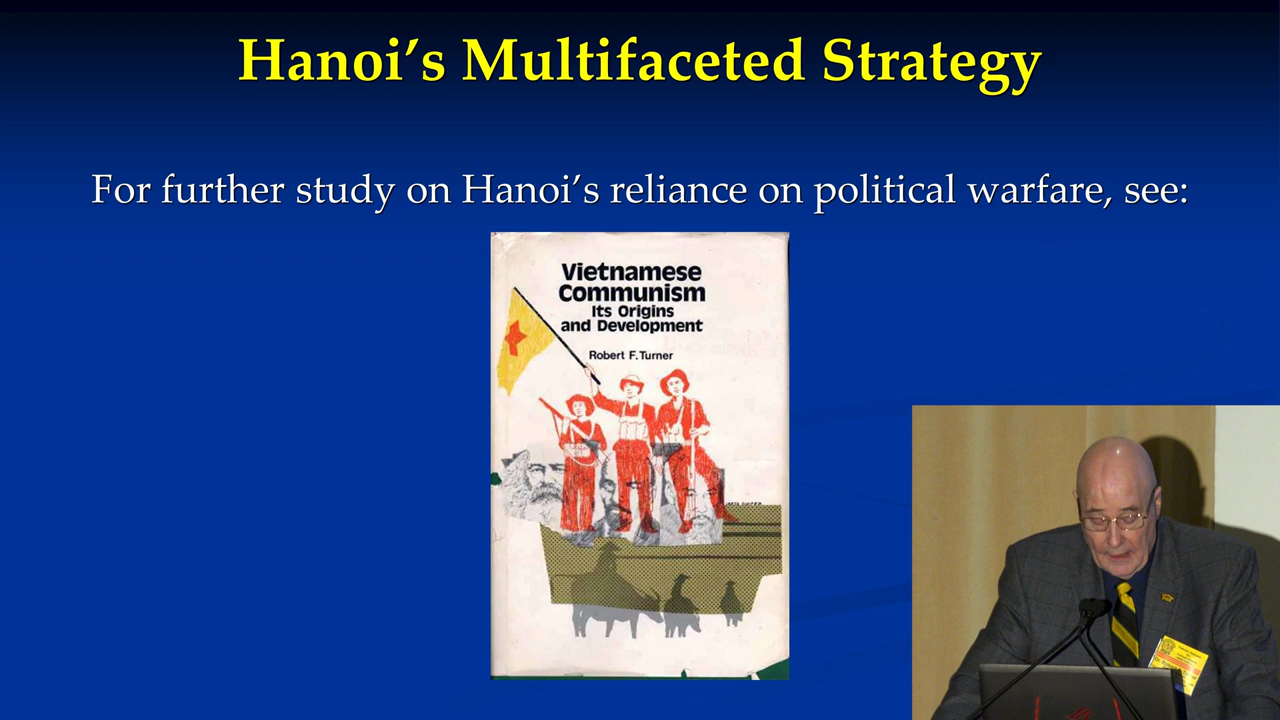 Hanoi’s Multifaceted Strategy
For further study on Hanoi’s reliance on political warfare, see:
Vietnamese
Communism
Its Origins
and Development
Robert F. Turner